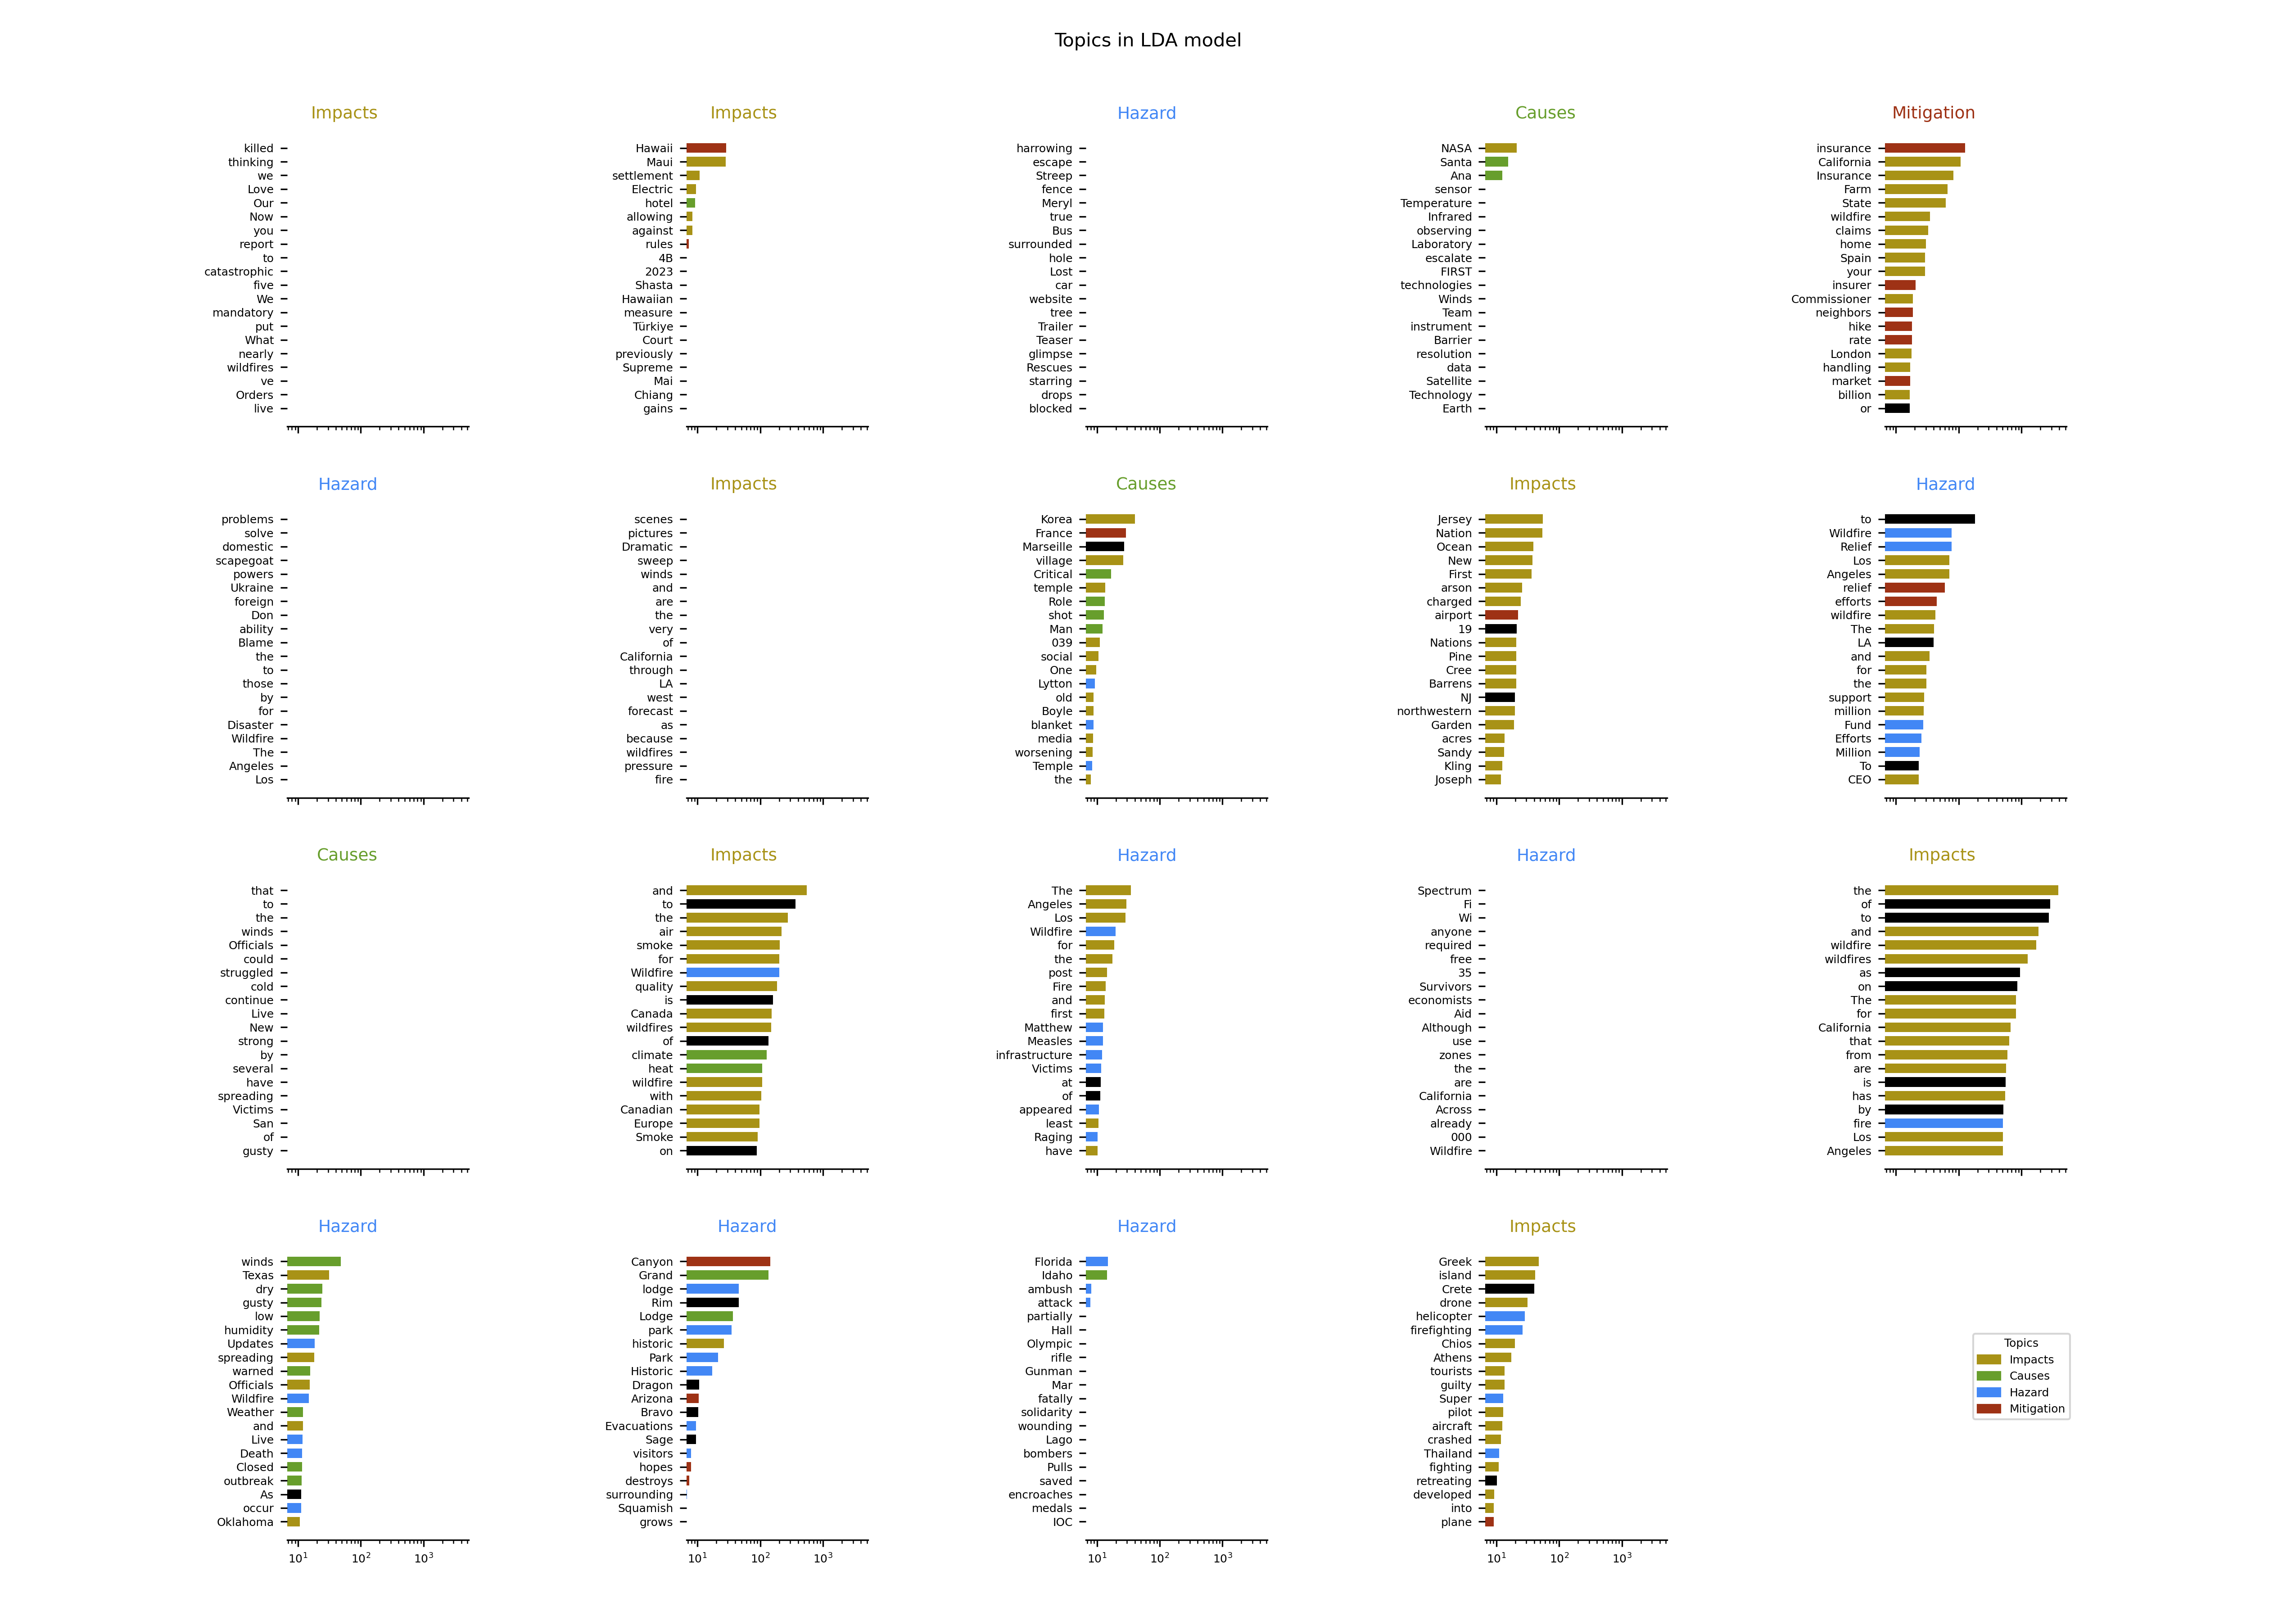 Topics in LDA model
Impacts
killed
thinking
we
Love
Our
Now
you
report
to
catastrophic
five
We
mandatory
put
What
nearly
wildfires
ve
Orders
live
Impacts
Hawaii
Maui
settlement
Electric
hotel
allowing
against
rules
4B
2023
Shasta
Hawaiian
measure
Türkiye
Court
previously
Supreme
Mai
Chiang
gains
Hazard
harrowing
escape
Streep
fence
Meryl
true
Bus
surrounded
hole
Lost
car
website
tree
Trailer
Teaser
glimpse
Rescues
starring
drops
blocked
Causes
NASA
Santa
Ana
sensor
Temperature
Infrared
observing
Laboratory
escalate
FIRST
technologies
Winds
Team
instrument
Barrier
resolution
data
Satellite
Technology
Earth
Mitigation
insurance
California
Insurance
Farm
State
wildfire
claims
home
Spain
your
insurer
Commissioner
neighbors
hike
rate
London
handling
market
billion
or
Hazard
problems
solve
domestic
scapegoat
powers
Ukraine
foreign
Don
ability
Blame
the
to
those
by
for
Disaster
Wildfire
The
Angeles
Los
Impacts
scenes
pictures
Dramatic
sweep
winds
and
are
the
very
of
California
through
LA
west
forecast
as
because
wildfires
pressure
fire
Causes
Korea
France
Marseille
village
Critical
temple
Role
shot
Man
039
social
One
Lytton
old
Boyle
blanket
media
worsening
Temple
the
Impacts
Jersey
Nation
Ocean
New
First
arson
charged
airport
19
Nations
Pine
Cree
Barrens
NJ
northwestern
Garden
acres
Sandy
Kling
Joseph
Hazard
to
Wildfire
Relief
Los
Angeles
relief
efforts
wildfire
The
LA
and
for
the
support
million
Fund
Efforts
Million
To
CEO
Causes
that
to
the
winds
Officials
could
struggled
cold
continue
Live
New
strong
by
several
have
spreading
Victims
San
of
gusty
Impacts
and
to
the
air
smoke
for
Wildfire
quality
is
Canada
wildfires
of
climate
heat
wildfire
with
Canadian
Europe
Smoke
on
Hazard
The
Angeles
Los
Wildfire
for
the
post
Fire
and
first
Matthew
Measles
infrastructure
Victims
at
of
appeared
least
Raging
have
Hazard
Spectrum
Fi
Wi
anyone
required
free
35
Survivors
economists
Aid
Although
use
zones
the
are
California
Across
already
000
Wildfire
Impacts
the
of
to
and
wildfire
wildfires
as
on
The
for
California
that
from
are
is
has
by
fire
Los
Angeles
Hazard
winds
Texas
dry
gusty
low
humidity
Updates
spreading
warned
Officials
Wildfire
Weather
and
Live
Death
Closed
outbreak
As
occur
Oklahoma
10¹ 10² 10³
Hazard
Canyon
Grand
lodge
Rim
Lodge
park
historic
Park
Historic
Dragon
Arizona
Bravo
Evacuations
Sage
visitors
hopes
destroys
surrounding
Squamish
grows
10¹ 10² 10³
Hazard
Florida
Idaho
ambush
attack
partially
Hall
Olympic
rifle
Gunman
Mar
fatally
solidarity
wounding
Lago
bombers
Pulls
saved
encroaches
medals
IOC
10¹ 10² 10³
Impacts
Greek
island
Crete
drone
helicopter
firefighting
Chios
Athens
tourists
guilty
Super
pilot
aircraft
crashed
Thailand
fighting
retreating
developed
into
plane
10¹ 10² 10³
Topics
Impacts
Causes
Hazard
Mitigation